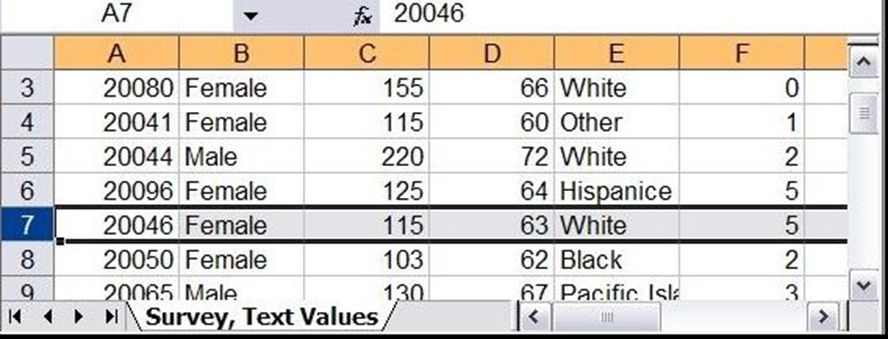 A7 fx 20046
A B C D E F
3 20080 Female 155 66 White 0
4 20041 Female 115 60 Other 1
5 20044 Male 220 72 White 2
6 20096 Female 125 64 Hispanice 5
7 20046 Female 115 63 White 5
8 20050 Female 103 62 Black 2
9 20065 Male 130 67 Pacific Isla 3
Survey, Text Values